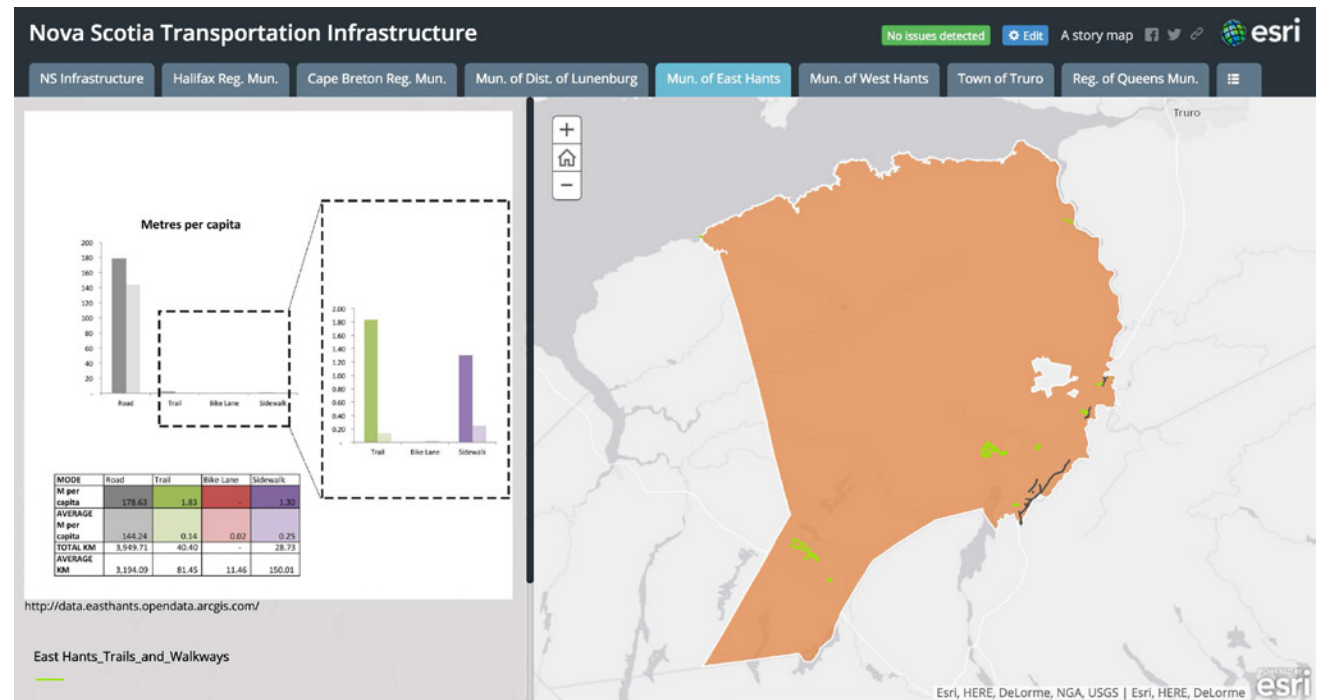 Nova Scotia Transportation Infrastructure
No issues detected
Edit
A story map
esri
NS Infrastructure
Halifax Reg. Mun.
Cape Breton Reg. Mun.
Mun. of Dist. of Lunenburg
Mun. of East Hants
Mun. of West Hants
Town of Truro
Reg. of Queens Mun.
Metres per capita
200
180
160
140
120
100
80
60
40
20
-
Road Trail Bike Lane Sidewalk
2.00
1.80
1.60
1.40
1.20
1.00
0.80
0.60
0.40
0.20
-
Trail Bike Lane Sidewalk
MODE Road Trail Bike Lane Sidewalk
M per
capita 178.63 1.83 - 1.30
AVERAGE
M per
capita 144.24 0.14 0.02 0.25
TOTAL KM 3,949.71 40.40 - 28.73
AVERAGE
KM 3,194.09 81.45 11.46 150.01
http://data.easthants.opendata.arcgis.com/
East Hants_Trails_and_Walkways
+
−
Truro
Esri, HERE, DeLorme, NGA, USGS | Esri, HERE, DeLorme
POWERED BY
esri